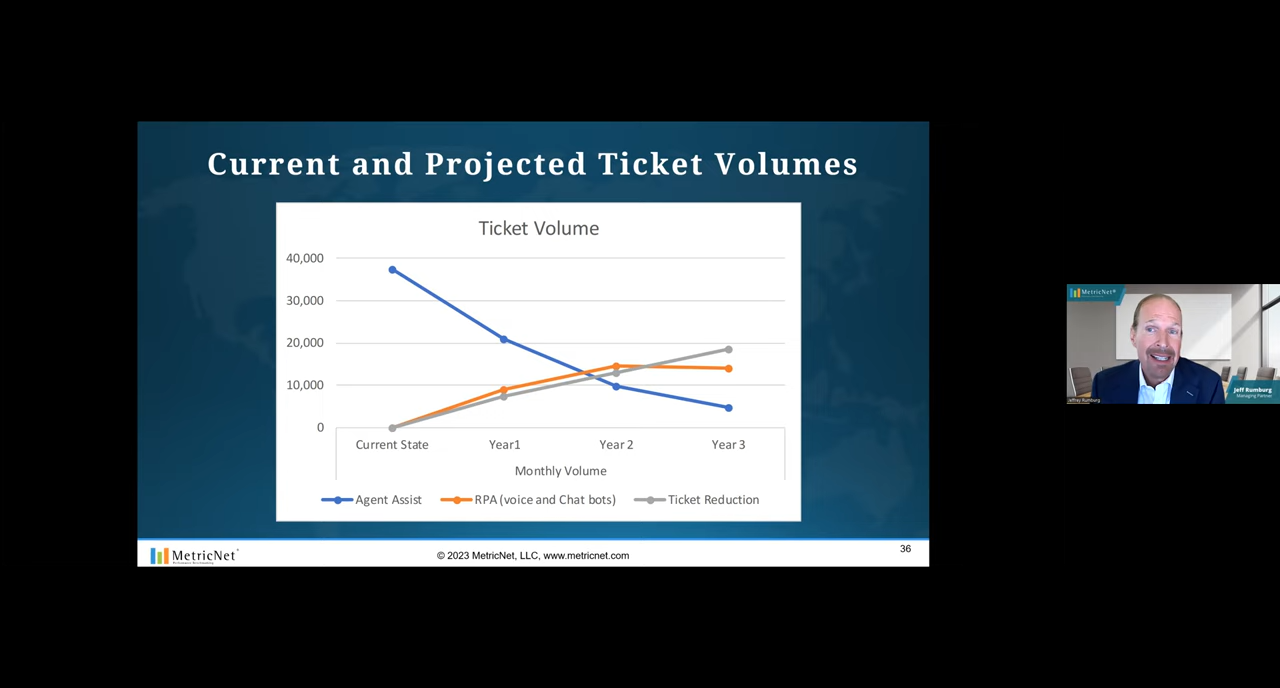 Current and Projected Ticket Volumes
Ticket Volume
40,000
30,000
20,000
10,000
0
Current State Year1 Year 2 Year 3
Monthly Volume
Agent Assist RPA (voice and Chat bots) Ticket Reduction
MetricNet
© 2023 MetricNet, LLC, www.metricnet.com
36
MetricNet
Jeff Rumburg
Managing Partner
Jeffrey Rumburg